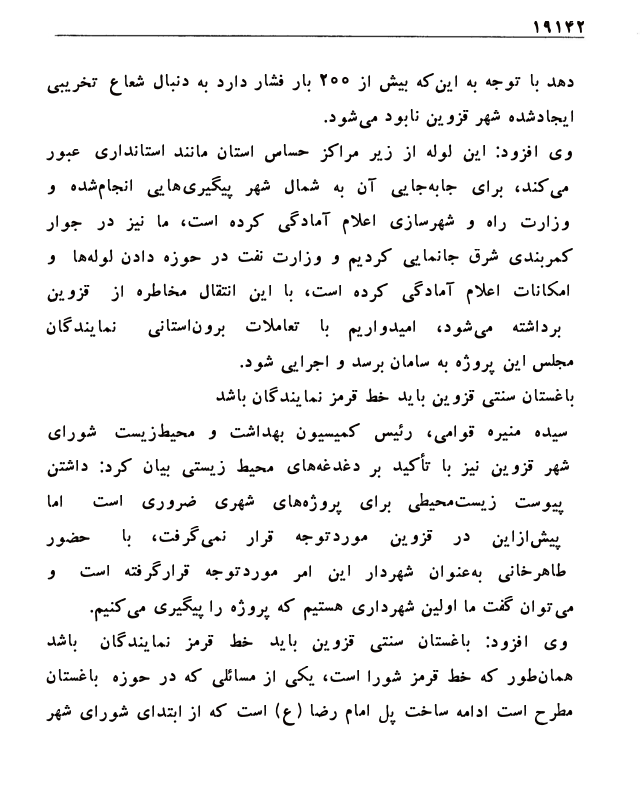 ۱۹۱۴۲
دهد با توجه به این‌که بیش از ۲۰۰ بار فشار دارد به دنبال شعاع تخریبی
ایجادشده شهر قزوین نابود می‌شود.
وی افزود: این لوله از زیر مراکز حساس استان مانند استانداری عبور
می‌کند، برای جابه‌جایی آن به شمال شهر پیگیری‌هایی انجام‌شده و
وزارت راه و شهرسازی اعلام آمادگی کرده است، ما نیز در جوار
کمربندی شرق جانمایی کردیم و وزارت نفت در حوزه دادن لوله‌ها و
امکانات اعلام آمادگی کرده است، با این انتقال مخاطره از قزوین
برداشته می‌شود، امیدواریم با تعاملات برون‌استانی نمایندگان
مجلس این پروژه به سامان برسد و اجرایی شود.
باغستان سنتی قزوین باید خط قرمز نمایندگان باشد
سیده منیره قوامی، رئیس کمیسیون بهداشت و محیط‌زیست شورای
شهر قزوین نیز با تأکید بر دغدغه‌های محیط زیستی بیان کرد: داشتن
پیوست زیست‌محیطی برای پروژه‌های شهری ضروری است اما
پیش‌ازاین در قزوین موردتوجه قرار نمی‌گرفت، با حضور
طاهرخانی به‌عنوان شهردار این امر موردتوجه قرارگرفته است و
می‌توان گفت ما اولین شهرداری هستیم که پروژه را پیگیری می‌کنیم.
وی افزود: باغستان سنتی قزوین باید خط قرمز نمایندگان باشد
همان‌طور که خط قرمز شورا است، یکی از مسائلی که در حوزه باغستان
مطرح است ادامه ساخت پل امام رضا (ع) است که از ابتدای شورای شهر